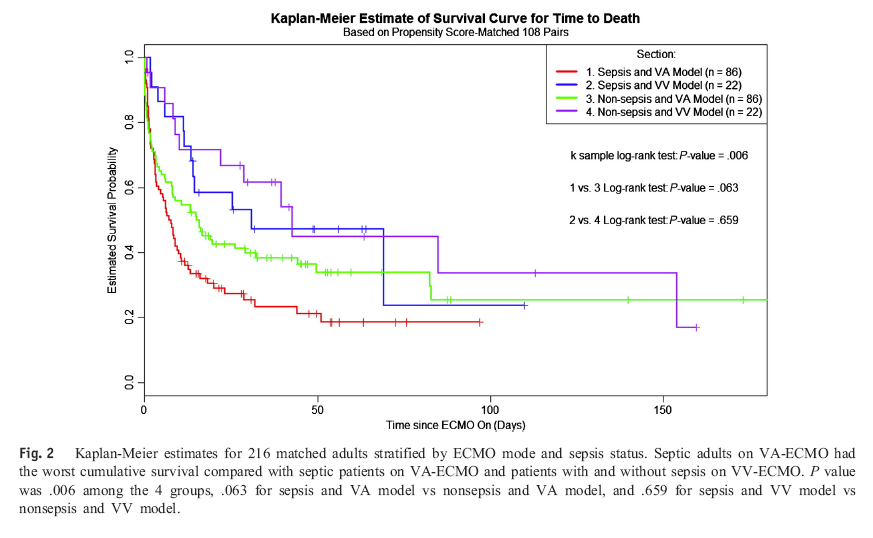 Kaplan-Meier Estimate of Survival Curve for Time to Death
Based on Propensity Score-Matched 108 Pairs
Section:
1. Sepsis and VA Model (n = 86)
2. Sepsis and VV Model (n = 22)
3. Non-sepsis and VA Model (n = 86)
4. Non-sepsis and VV Model (n = 22)
k sample log-rank test: P-value = .006
1 vs. 3 Log-rank test: P-value = .063
2 vs. 4 Log-rank test: P-value = .659
Estimated Survival Probability
1.0
0.8
0.6
0.4
0.2
0.0
0
50
100
150
Time since ECMO On (Days)
Fig. 2 Kaplan-Meier estimates for 216 matched adults stratified by ECMO mode and sepsis status. Septic adults on VA-ECMO had
the worst cumulative survival compared with septic patients on VA-ECMO and patients with and without sepsis on VV-ECMO. P value
was .006 among the 4 groups, .063 for sepsis and VA model vs nonsepsis and VA model, and .659 for sepsis and VV model vs
nonsepsis and VV model.